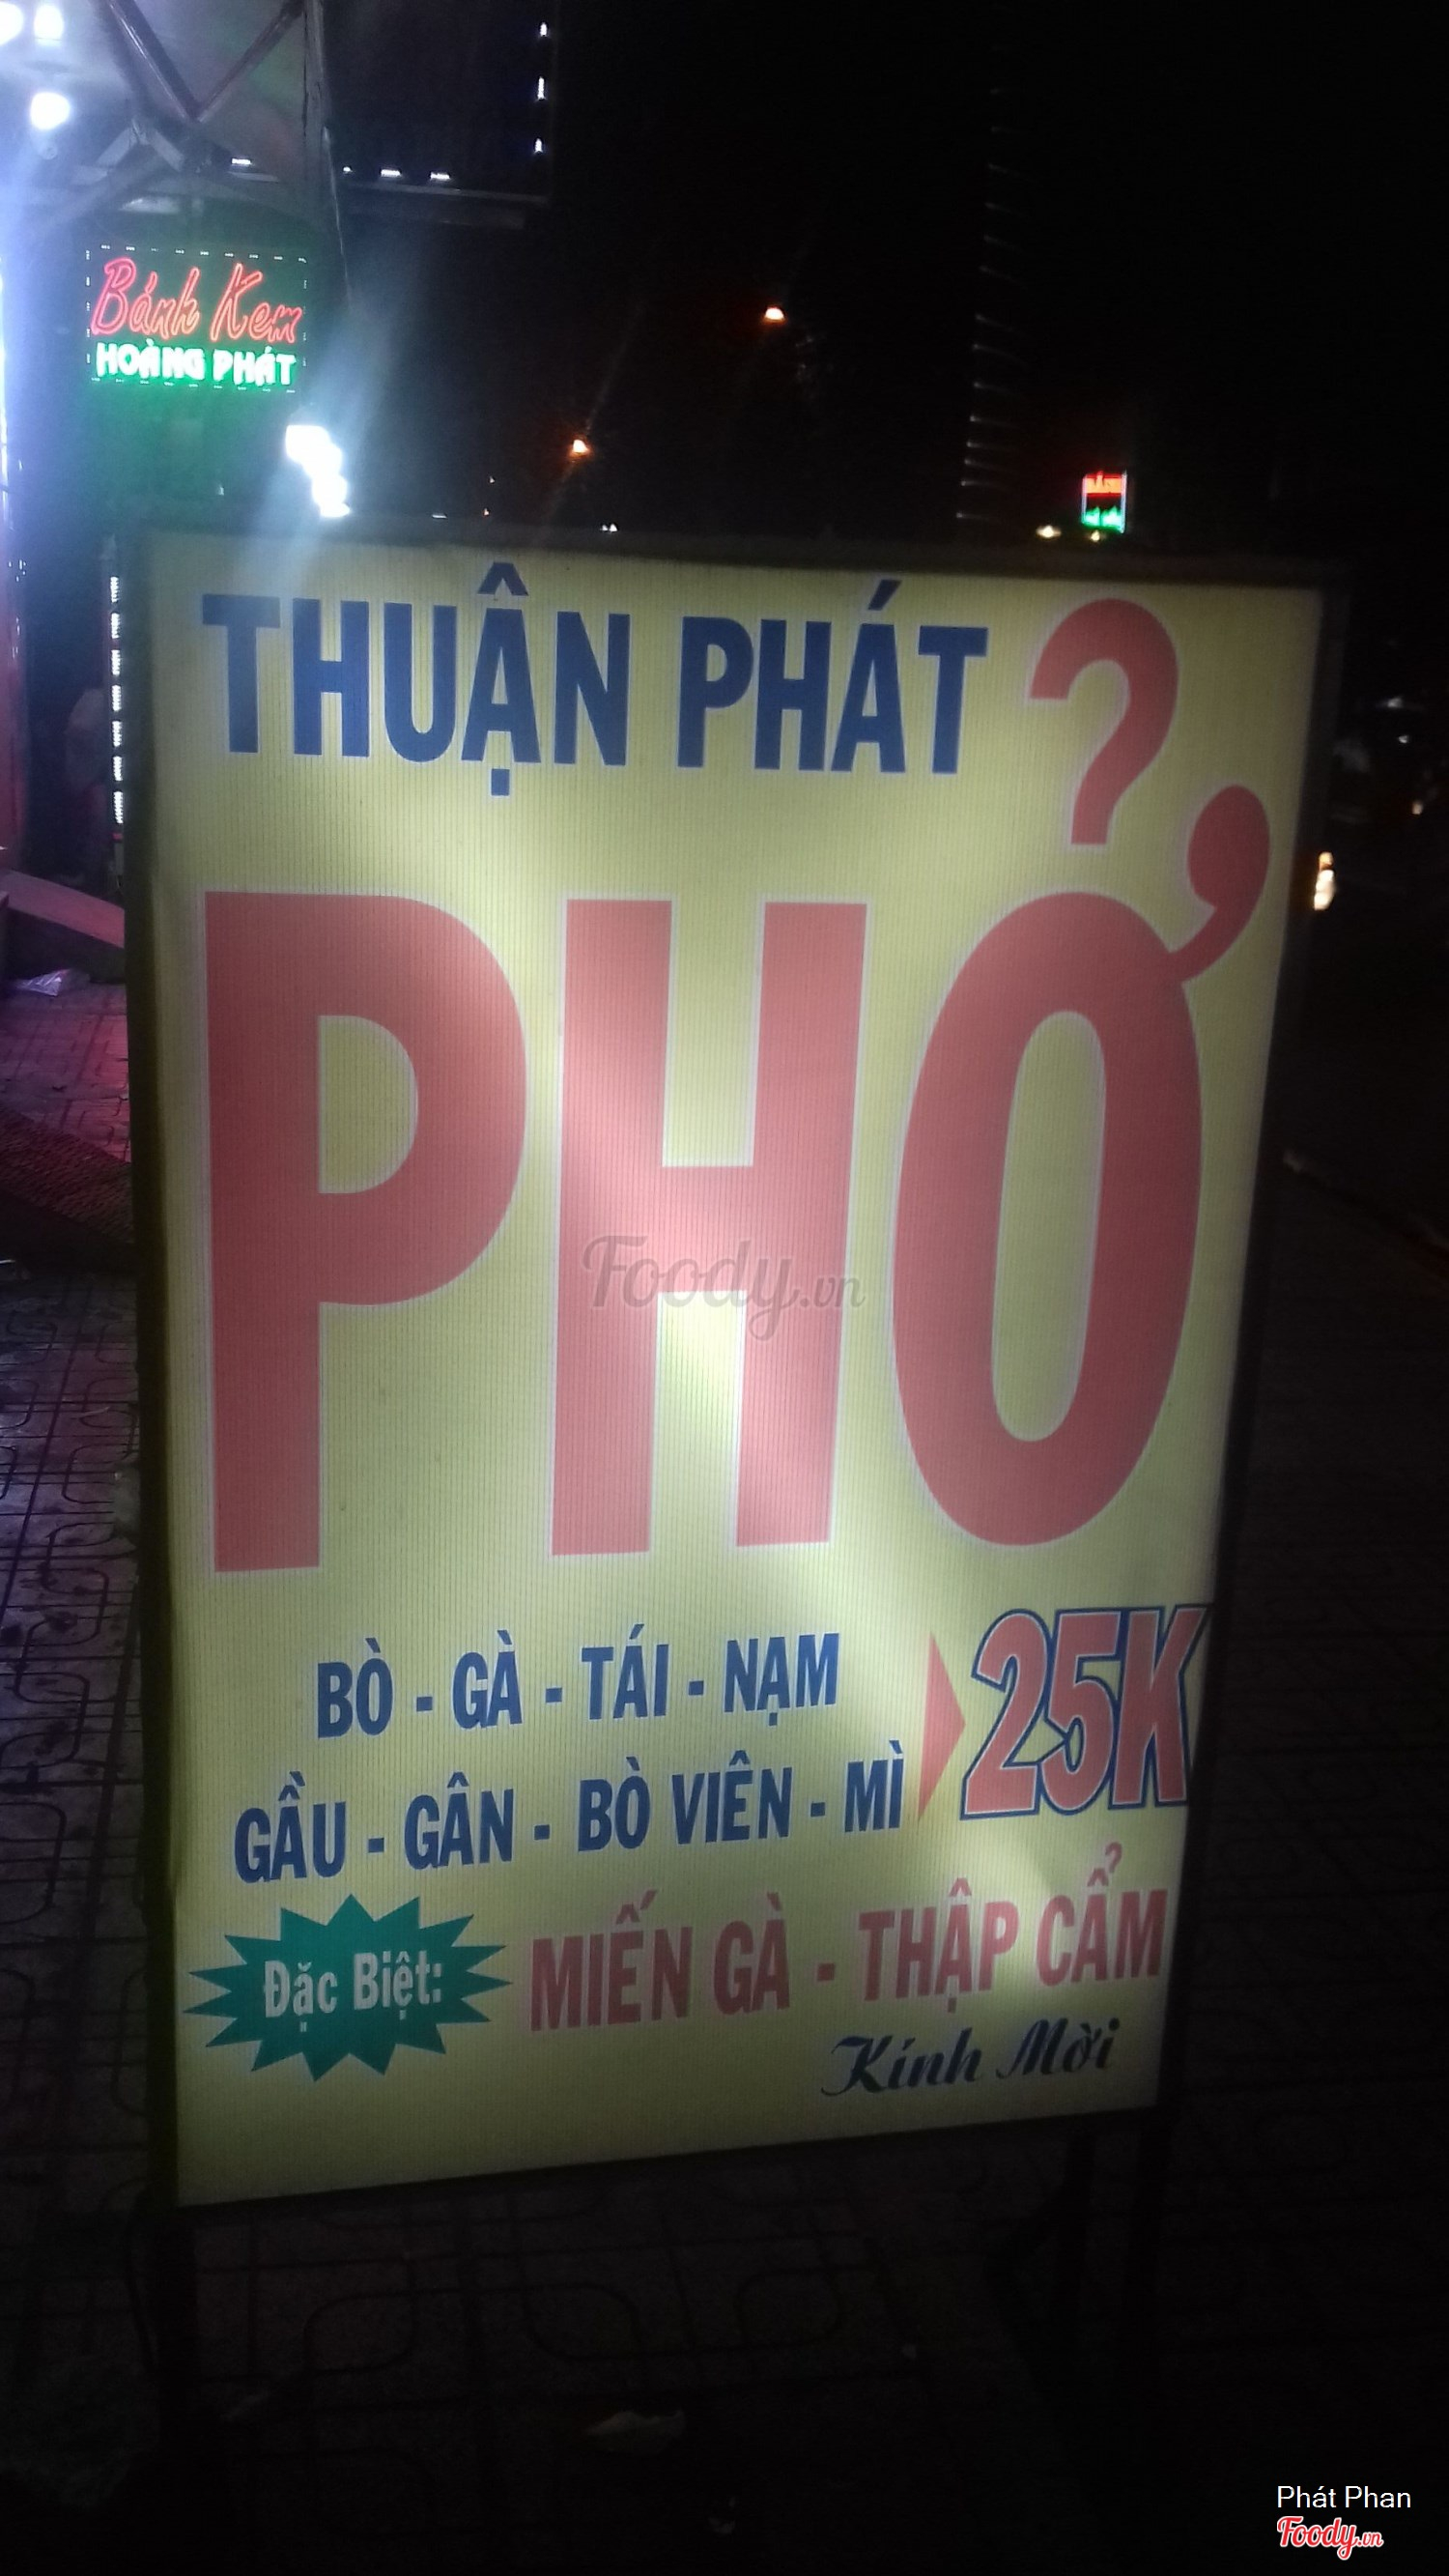 Bánh Kem
HOÀNG PHÁT
THUẬN PHÁT
PHỞ
Foody.vn
BÒ - GÀ - TÁI - NẠM
GẦU - GÂN - BÒ VIÊN - MÌ
25K
Đặc Biệt:
MIẾN GÀ - THẬP CẨM
Kính Mời
Phát Phan
Foody.vn